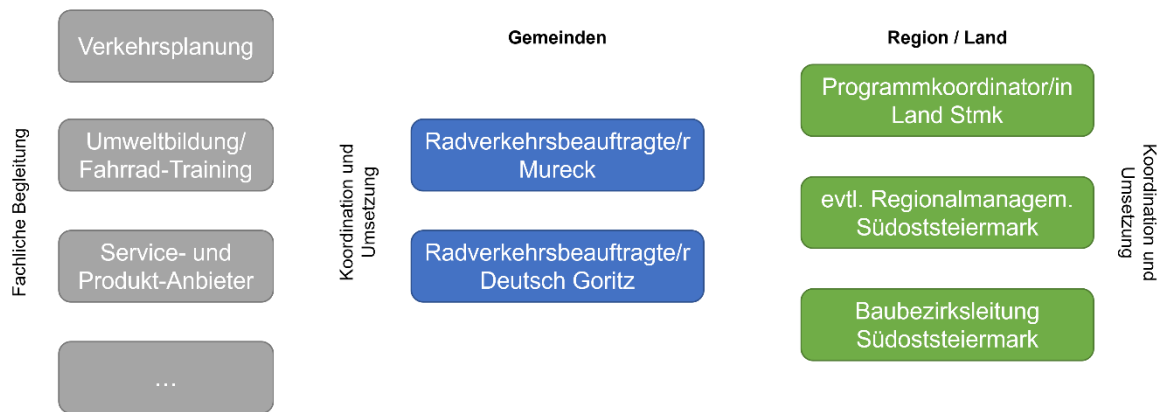 Fachliche Begleitung
Verkehrsplanung
Umweltbildung/
Fahrrad-Training
Service- und
Produkt-Anbieter
...
Koordination und
Umsetzung
Gemeinden
Radverkehrsbeauftragte/r
Mureck
Radverkehrsbeauftragte/r
Deutsch Goritz
Region / Land
Programmkoordinator/in
Land Stmk
evtl. Regionalmanagem.
Südoststeiermark
Baubezirksleitung
Südoststeiermark
Koordination und
Umsetzung